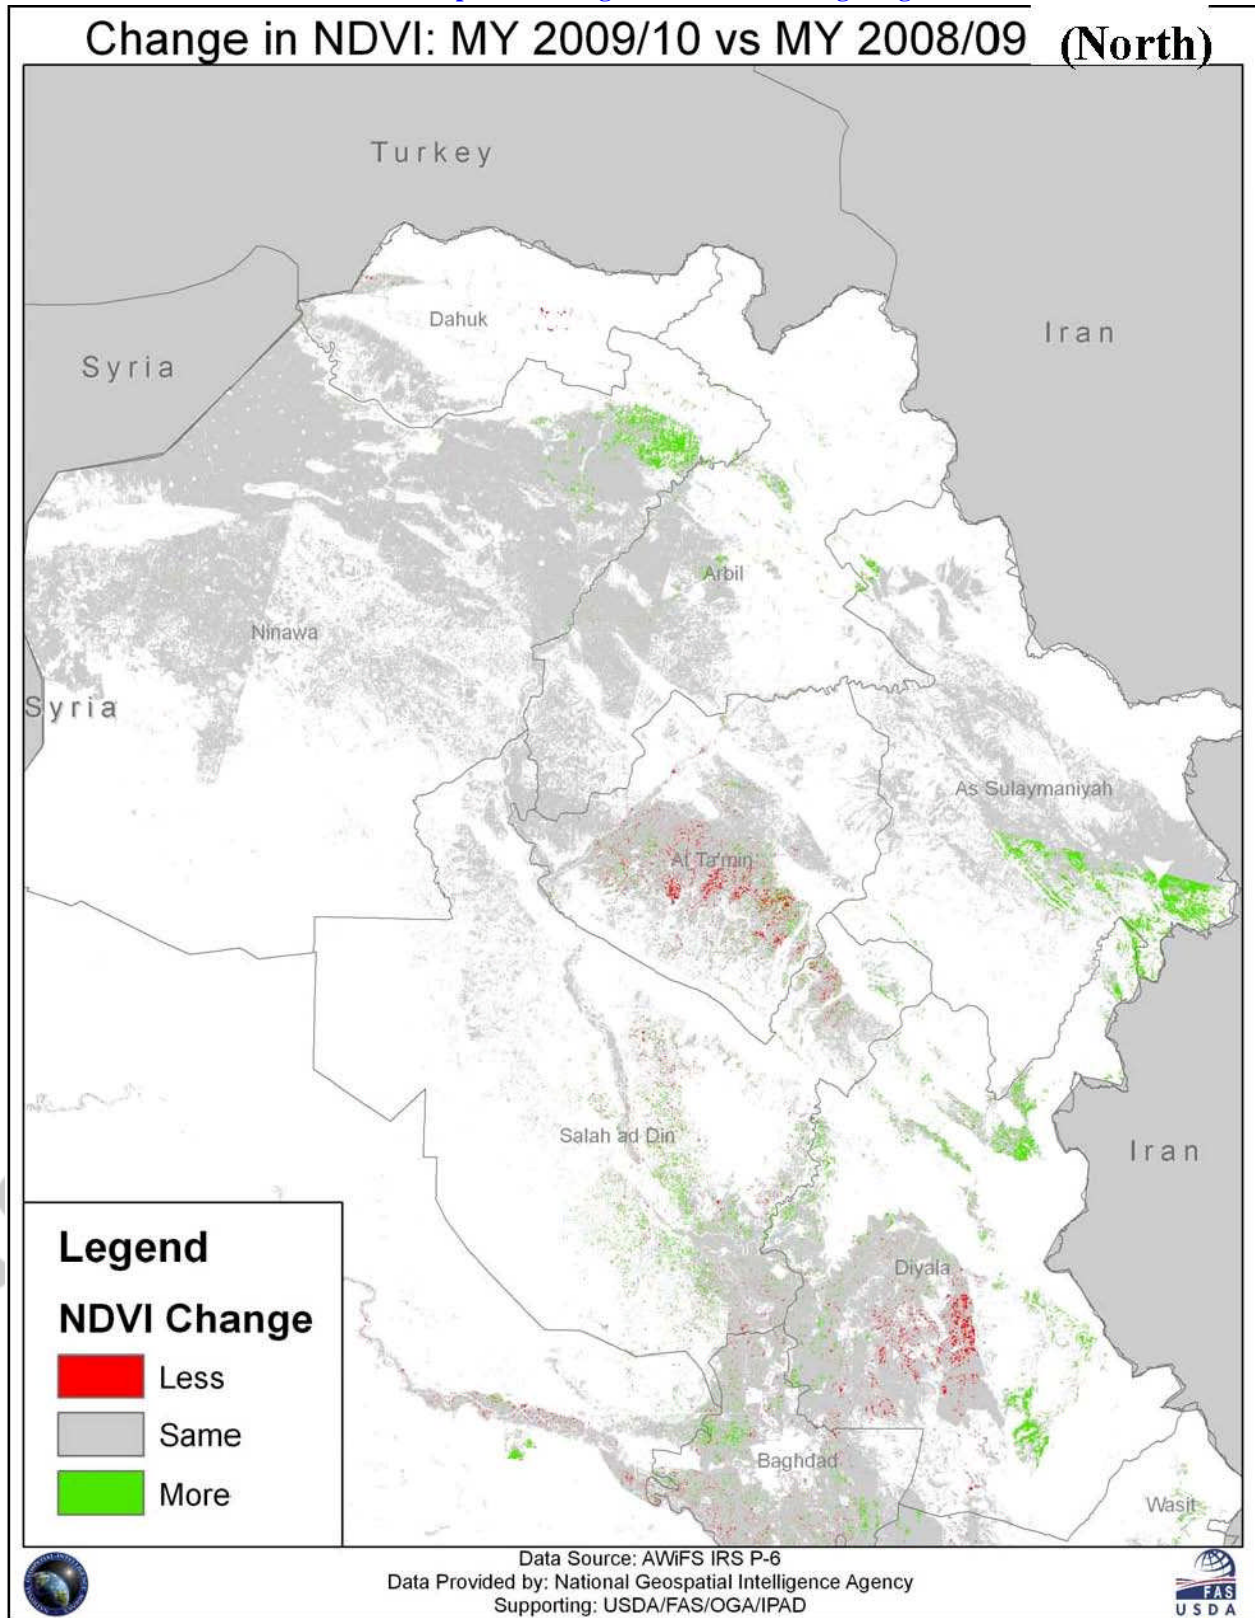 Change in NDVI: MY 2009/10 vs MY 2008/09 (North)
Turkey
Dahuk
Iran
Syria
Arbil
Ninawa
Syria
As Sulaymaniyah
At Ta'min
Salah ad Din
Iran
Diyala
Baghdad
Wasit
Legend
NDVI Change
Less
Same
More
Data Source: AWiFS IRS P-6
Data Provided by: National Geospatial Intelligence Agency
Supporting: USDA/FAS/OGA/IPAD
FAS
USDA